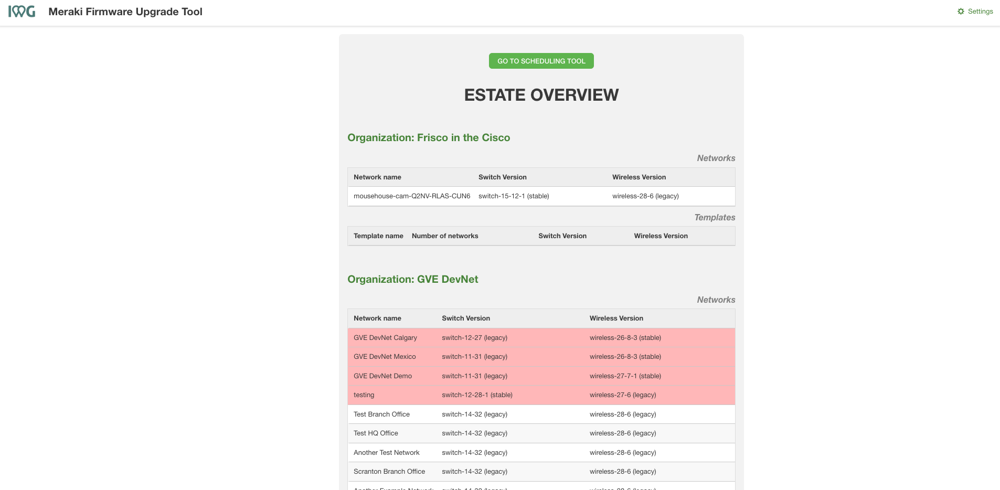 IWG Meraki Firmware Upgrade Tool Settings
GO TO SCHEDULING TOOL
ESTATE OVERVIEW
Organization: Frisco in the Cisco
Networks
Network name Switch Version Wireless Version
mousehouse-cam-Q2NV-RLAS-CUN6 switch-15-12-1 (stable) wireless-28-6 (legacy)
Templates
Template name Number of networks Switch Version Wireless Version
Organization: GVE DevNet
Networks
Network name Switch Version Wireless Version
GVE DevNet Calgary switch-12-27 (legacy) wireless-26-8-3 (stable)
GVE DevNet Mexico switch-11-31 (legacy) wireless-26-8-3 (stable)
GVE DevNet Demo switch-11-31 (legacy) wireless-27-7-1 (stable)
testing switch-12-28-1 (stable) wireless-27-6 (legacy)
Test Branch Office switch-14-32 (legacy) wireless-28-6 (legacy)
Test HQ Office switch-14-32 (legacy) wireless-28-6 (legacy)
Another Test Network switch-14-32 (legacy) wireless-28-6 (legacy)
Scranton Branch Office switch-14-32 (legacy) wireless-28-6 (legacy)
Another Example Network